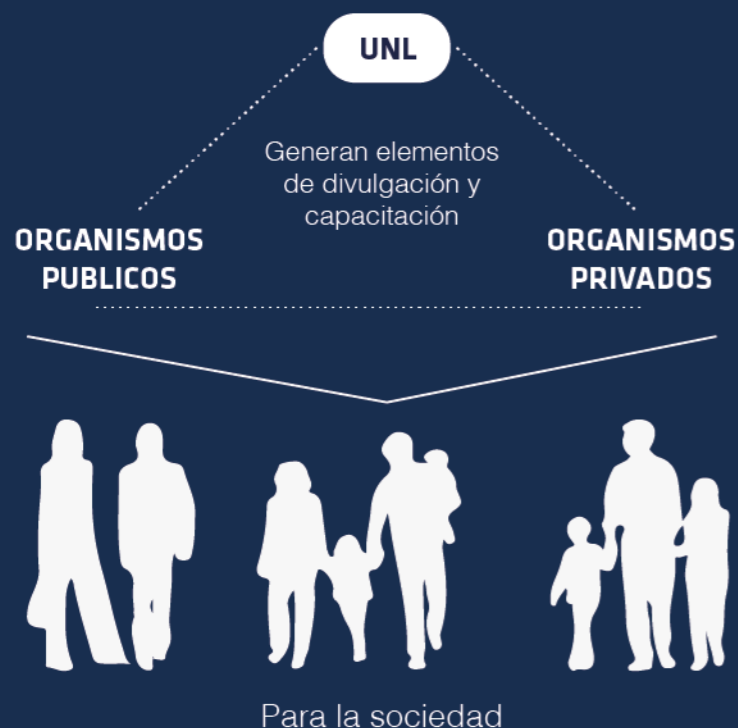 UNL
Generan elementos
de divulgación y
capacitación
ORGANISMOS
PUBLICOS
ORGANISMOS
PRIVADOS
Para la sociedad